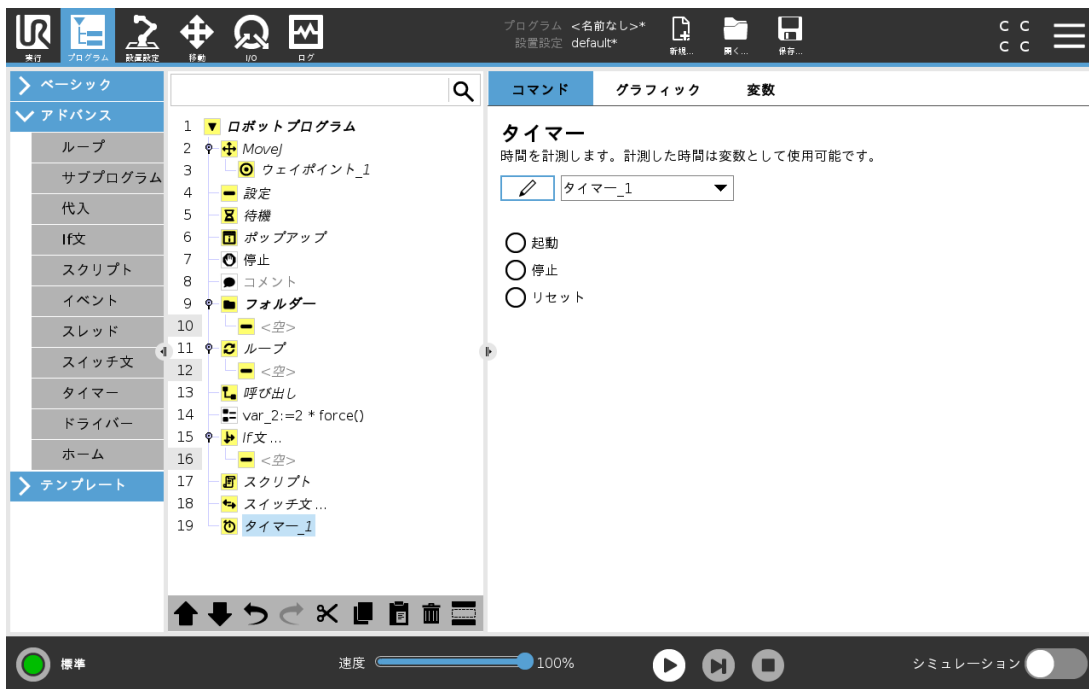 UR
プログラム <名前なし>*
設置設定 default*
実行 プログラム 設置設定 移動 I/O ログ
新規... 開く... 保存...
C C
C C
ベーシック
アドバンス
ループ
サブプログラム
代入
If文
スクリプト
イベント
スレッド
スイッチ文
タイマー
ドライバー
ホーム
テンプレート
1 ロボットプログラム
2 MoveJ
3 ウェイポイント_1
4 設定
5 待機
6 ポップアップ
7 停止
8 コメント
9 フォルダー
10 <空>
11 ループ
12 <空>
13 呼び出し
14 var_2:=2 * force()
15 If文 ...
16 <空>
17 スクリプト
18 スイッチ文 ...
19 タイマー_1
コマンド グラフィック 変数
タイマー
時間を計測します。計測した時間は変数として使用可能です。
タイマー_1
起動
停止
リセット
標準
速度 100%
シミュレーション